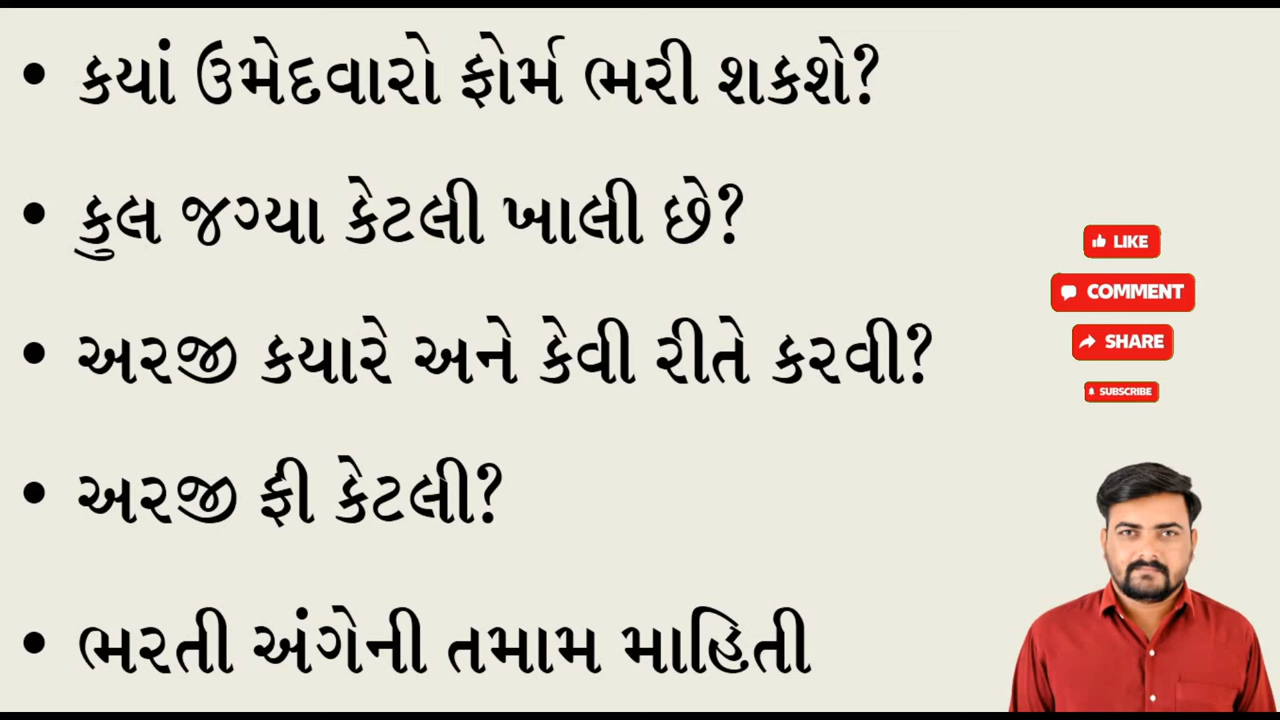 • કયાં ઉમેદવારો ફોર્મ ભરી શકશે?
• કુલ જગ્યા કેટલી ખાલી છે?
• અરજી કયારે અને કેવી રીતે કરવી?
• અરજી ફી કેટલી?
• ભરતી અંગેની તમામ માહિતી
LIKE
COMMENT
SHARE
SUBSCRIBE